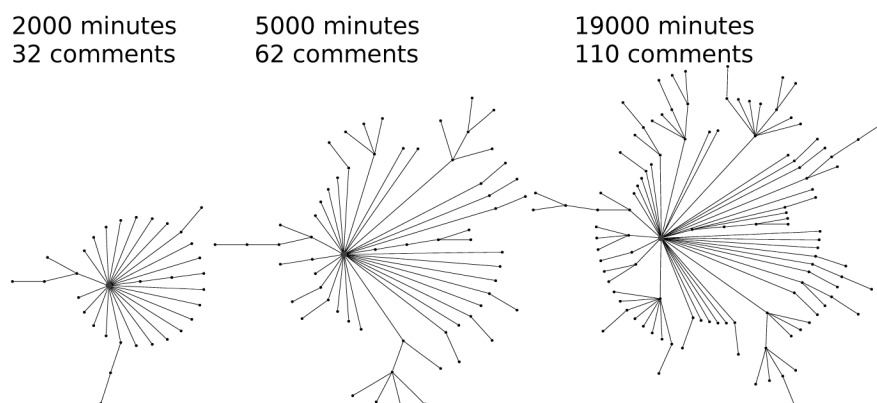 2000 minutes
32 comments
5000 minutes
62 comments
19000 minutes
110 comments